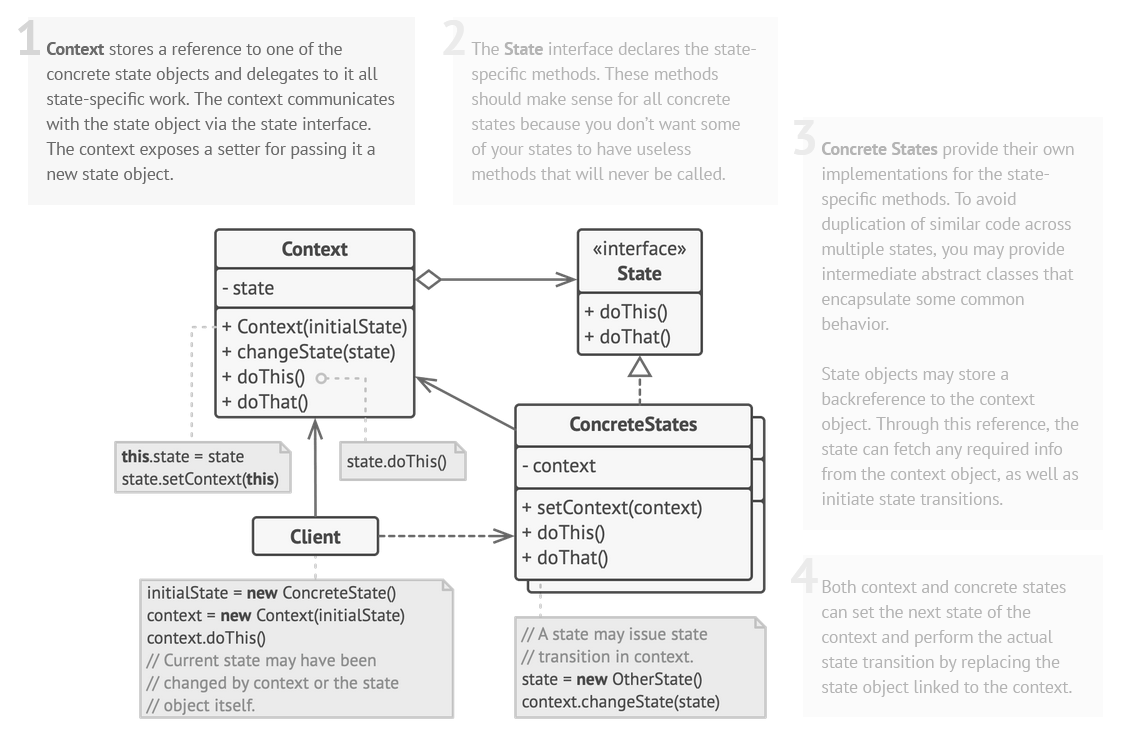 1
Context stores a reference to one of the
concrete state objects and delegates to it all
state-specific work. The context communicates
with the state object via the state interface.
The context exposes a setter for passing it a
new state object.
2
The State interface declares the state-
specific methods. These methods
should make sense for all concrete
states because you don’t want some
of your states to have useless
methods that will never be called.
3
Concrete States provide their own
implementations for the state-
specific methods. To avoid
duplication of similar code across
multiple states, you may provide
intermediate abstract classes that
encapsulate some common
behavior.
State objects may store a
backreference to the context
object. Through this reference, the
state can fetch any required info
from the context object, as well as
initiate state transitions.
Context
- state
+ Context(initialState)
+ changeState(state)
+ doThis()
+ doThat()
«interface»
State
+ doThis()
+ doThat()
this.state = state
state.setContext(this)
state.doThis()
ConcreteStates
- context
+ setContext(context)
+ doThis()
+ doThat()
Client
initialState = new ConcreteState()
context = new Context(initialState)
context.doThis()
// Current state may have been
// changed by context or the state
// object itself.
// A state may issue state
// transition in context.
state = new OtherState()
context.changeState(state)
4
Both context and concrete states
can set the next state of the
context and perform the actual
state transition by replacing the
state object linked to the context.